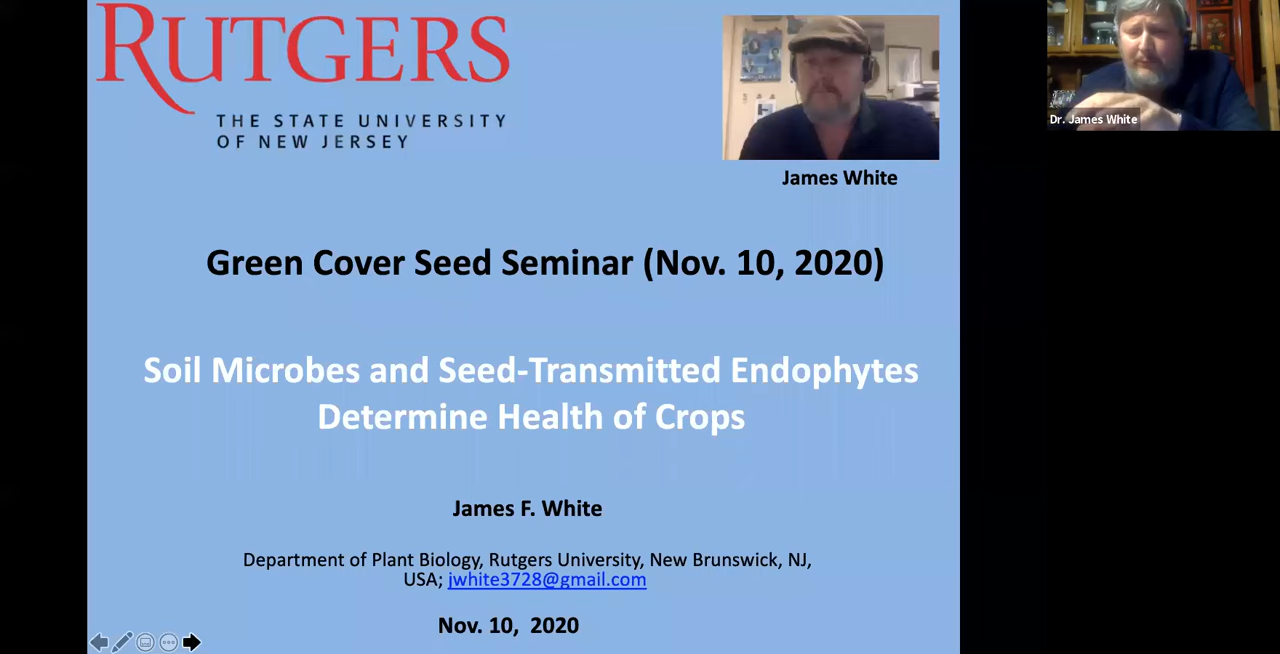 RUTGERS
THE STATE UNIVERSITY
OF NEW JERSEY
James White
Dr. James White
Green Cover Seed Seminar (Nov. 10, 2020)
Soil Microbes and Seed-Transmitted Endophytes
Determine Health of Crops
James F. White
Department of Plant Biology, Rutgers University, New Brunswick, NJ,
USA; jwhite3728@gmail.com
Nov. 10, 2020